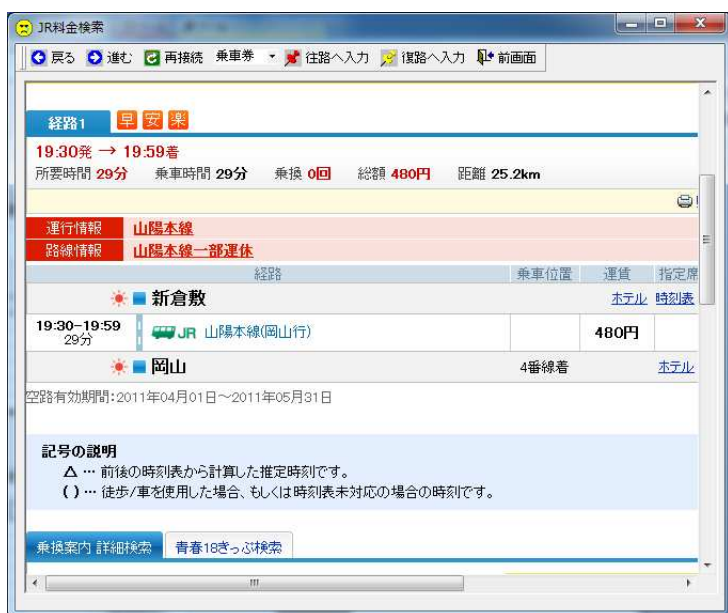 JR料金検索
戻る 進む 再接続 乗車券 往路へ入力 復路へ入力 前画面
経路1 早 安 楽
19:30発 → 19:59着
所要時間 29分 乗車時間 29分 乗換 0回 総額 480円 距離 25.2km
運行情報 山陽本線
路線情報 山陽本線一部運休
経路 乗車位置 運賃 指定席
新倉敷 ホテル 時刻表
19:30-19:59 JR 山陽本線(岡山行) 480円
29分
岡山 4番線着 ホテル
空路有効期間:2011年04月01日~2011年05月31日
記号の説明
△ … 前後の時刻表から計算した推定時刻です。
( ) … 徒歩/車を使用した場合、もしくは時刻表未対応の場合の時刻です。
乗換案内 詳細検索 青春18きっぷ検索